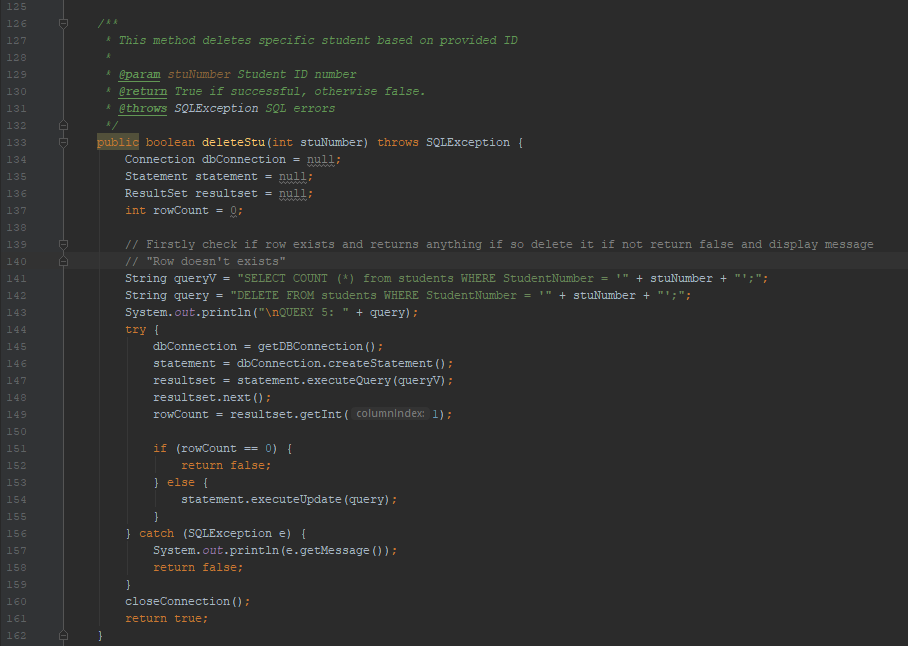 125
126 /**
127 * This method deletes specific student based on provided ID
128 *
129 * @param stuNumber Student ID number
130 * @return True if successful, otherwise false.
131 * @throws SQLException SQL errors
132 */
133 public boolean deleteStu(int stuNumber) throws SQLException {
134 Connection dbConnection = null;
135 Statement statement = null;
136 ResultSet resultset = null;
137 int rowCount = 0;
138
139 // Firstly check if row exists and returns anything if so delete it if not return false and display message
140 // "Row doesn't exists"
141 String queryV = "SELECT COUNT (*) from students WHERE StudentNumber = '" + stuNumber + "';";
142 String query = "DELETE FROM students WHERE StudentNumber = '" + stuNumber + "';";
143 System.out.println("\nQUERY 5: " + query);
144 try {
145 dbConnection = getDBConnection();
146 statement = dbConnection.createStatement();
147 resultset = statement.executeQuery(queryV);
148 resultset.next();
149 rowCount = resultset.getInt( columnIndex: 1);
150
151 if (rowCount == 0) {
152 return false;
153 } else {
154 statement.executeUpdate(query);
155 }
156 } catch (SQLException e) {
157 System.out.println(e.getMessage());
158 return false;
159 }
160 closeConnection();
161 return true;
162 }